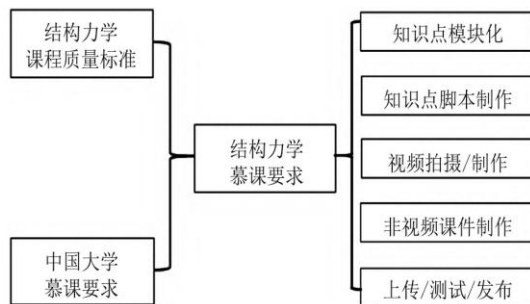 结构力学
课程质量标准
中国大学
慕课要求
结构力学
慕课要求
知识点模块化
知识点脚本制作
视频拍摄/制作
非视频课件制作
上传/测试/发布